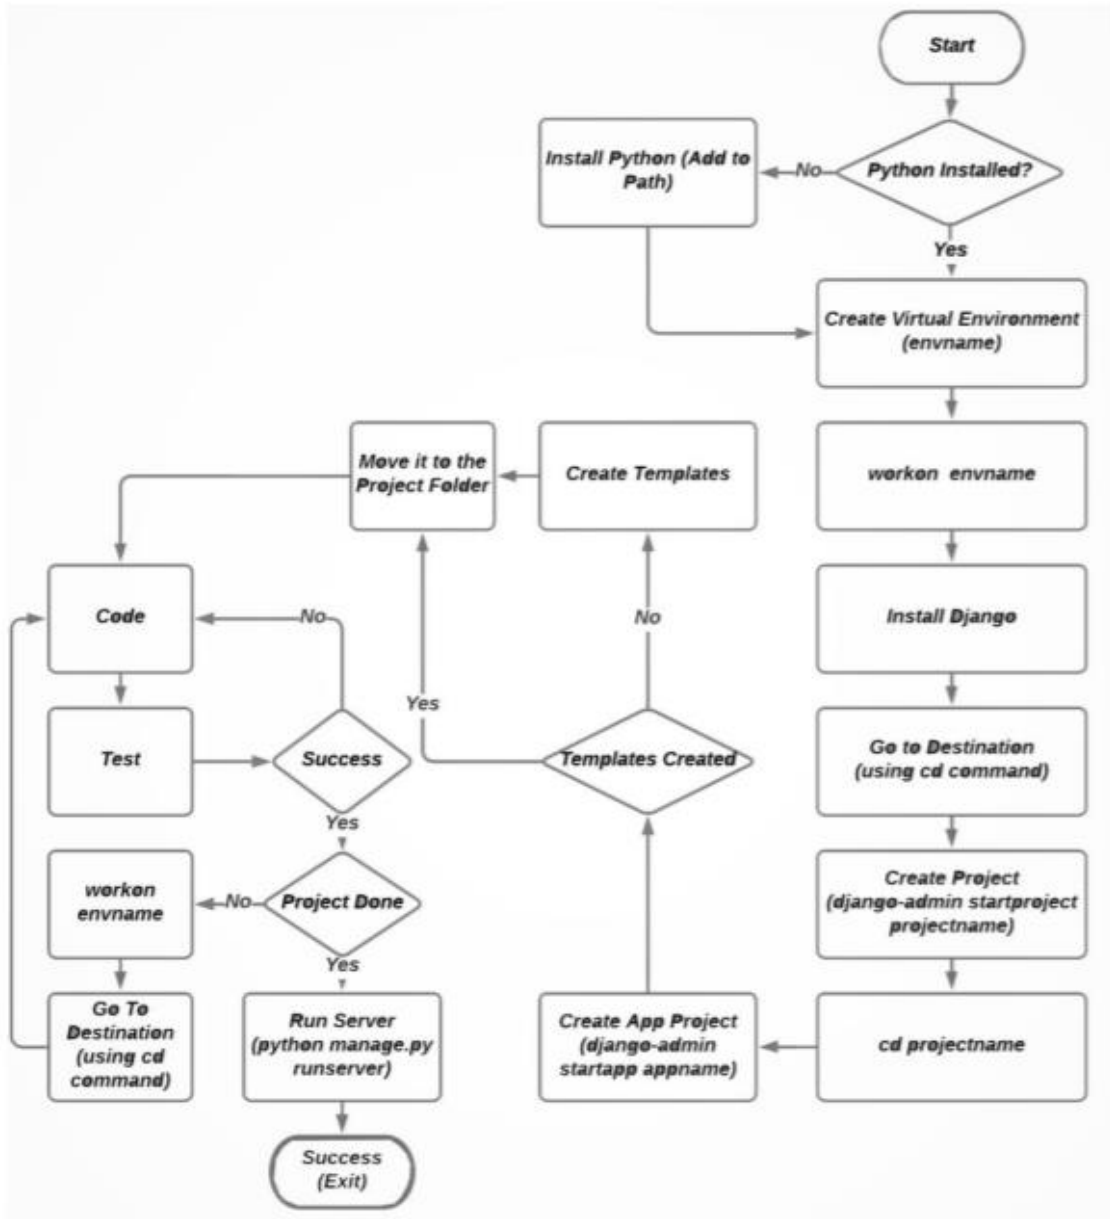 Start
Python Installed?
No
Install Python (Add to
Path)
Yes
Create Virtual Environment
(envname)
workon envname
Install Django
Go to Destination
(using cd command)
Create Project
(django-admin startproject
projectname)
cd projectname
Create App Project
(django-admin
startapp appname)
Templates Created
No
Create Templates
Yes
Move it to the
Project Folder
Code
Test
Success
No
Yes
Project Done
No
workon
envname
Go To
Destination
(using cd
command)
Yes
Run Server
(python manage.py
runserver)
Success
(Exit)